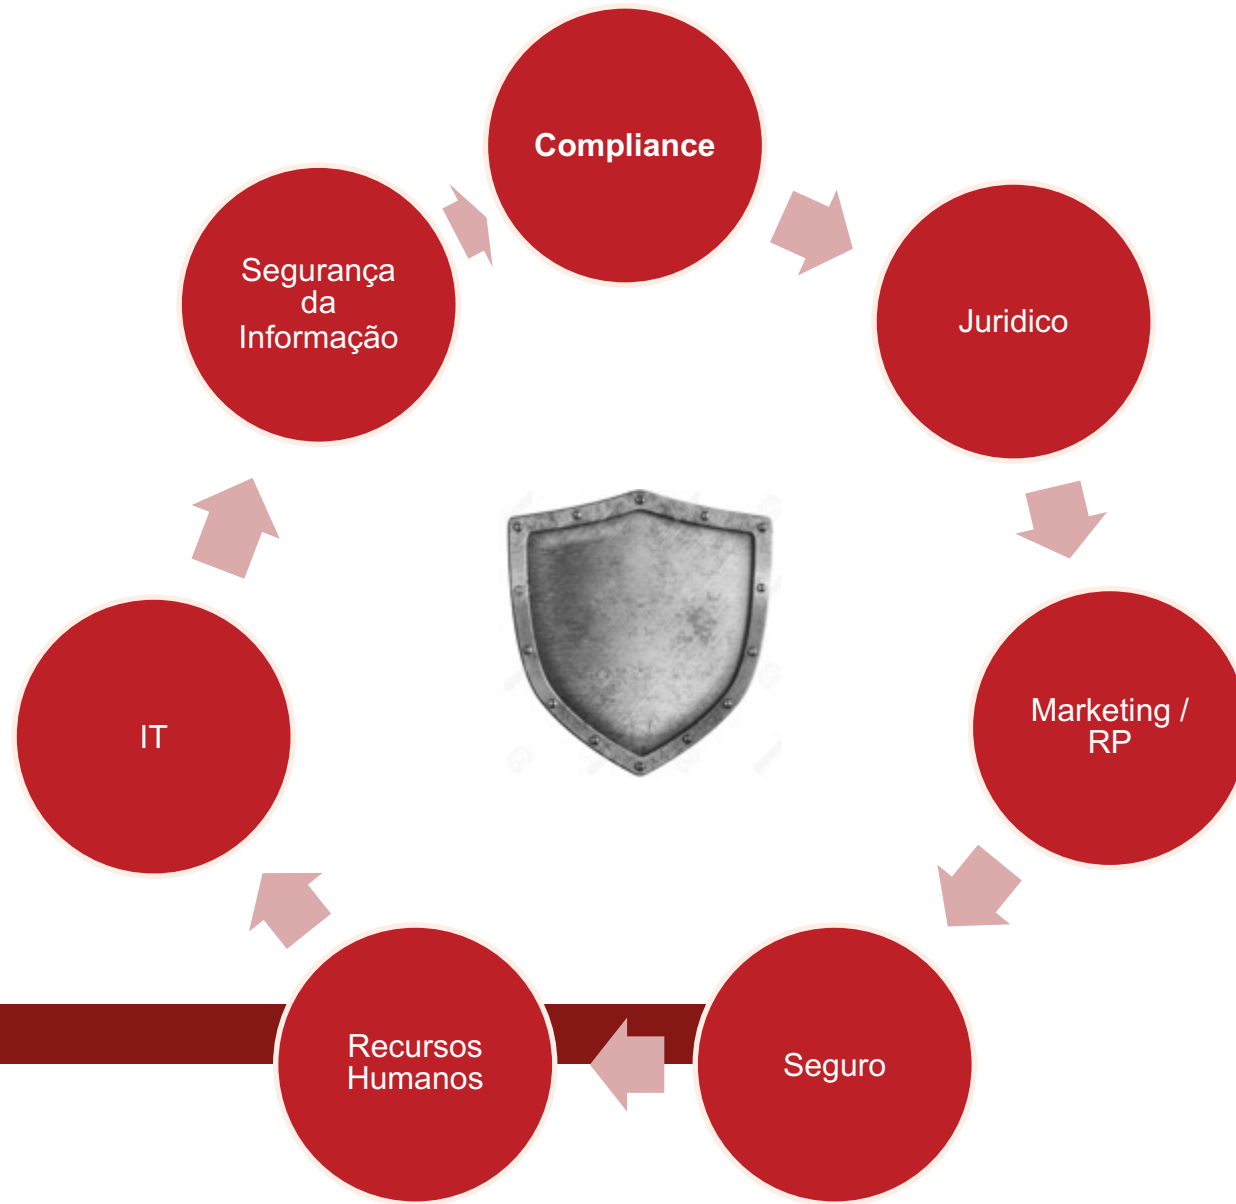 Compliance
Juridico
Marketing /
RP
Seguro
Recursos
Humanos
IT
Segurança
da
Informação